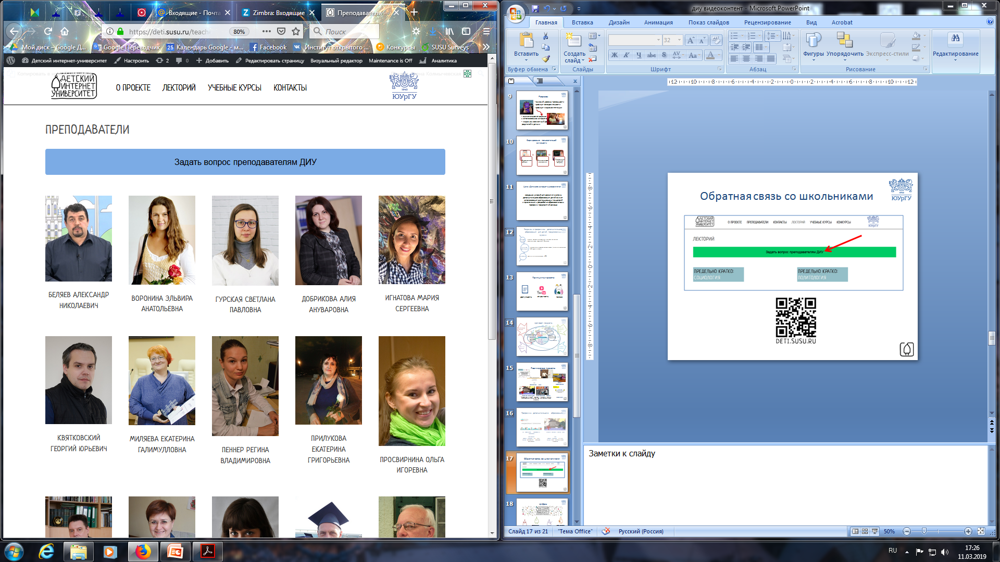 Входящие - Почта
Zimbra: Входящие
Преподаватели
https://deti.susu.ru/teache
80%
Поиск
Мой диск – Google Д...
Google Переводчик
Календарь Google - м...
Facebook
Институт открытого ...
Конкурсы
SUSU Surveys
Детский интернет-университет
Настроить
2
0
Добавить
Редактировать страницу
Визуальный редактор
Maintenance is Off
Аналитика
ДЕТСКИЙ
ИНТЕРНЕТ
УНИВЕРСИТЕТ
О ПРОЕКТЕ
ЛЕКТОРИЙ
УЧЕБНЫЕ КУРСЫ
КОНТАКТЫ
ЮУрГУ
ПРЕПОДАВАТЕЛИ
Задать вопрос преподавателям ДИУ
БЕЛЯЕВ АЛЕКСАНДР
НИКОЛАЕВИЧ
ВОРОНИНА ЭЛЬВИРА
АНАТОЛЬЕВНА
ГУРСКАЯ СВЕТЛАНА
ПАВЛОВНА
ДОБРИКОВА АЛИЯ
АНУВАРОВНА
ИГНАТОВА МАРИЯ
СЕРГЕЕВНА
КВЯТКОВСКИЙ
ГЕОРГИЙ ЮРЬЕВИЧ
МИЛЯЕВА ЕКАТЕРИНА
ГАЛИМУЛЛОВНА
ПЕННЕР РЕГИНА
ВЛАДИМИРОВНА
ПРИЛУКОВА
ЕКАТЕРИНА
ГРИГОРЬЕВНА
ПРОСВИРНИНА ОЛЬГА
ИГОРЕВНА
диу видеоконтент - Microsoft PowerPoint
Главная
Вставка
Дизайн
Анимация
Показ слайдов
Рецензирование
Вид
Acrobat
Вставить
Буфер обмена
Создать
слайд
Слайды
32
Ж К Ч abc S AV Aa А
Шрифт
Абзац
Фигуры
Упорядочить
Экспресс-стили
Рисование
Редактирование
9
10
11
12
13
14
15
16
17
18
Обратная связь со школьниками
ЮУрГУ
ДЕТСКИЙ
ИНТЕРНЕТ
УНИВЕРСИТЕТ
О ПРОЕКТЕ
ПРЕПОДАВАТЕЛИ
КОНТАКТЫ
ЛЕКТОРИЙ
УЧЕБНЫЕ КУРСЫ
КОНКУРСЫ
ЮУрГУ
ЛЕКТОРИЙ
Задать вопрос преподавателям ДИУ
ПРЕДЕЛЬНО КРАТКО:
СОЦИОЛОГИЯ
ПРЕДЕЛЬНО КРАТКО:
ПОЛИТОЛОГИЯ
DETI.SUSU.RU
Заметки к слайду
Слайд 17 из 21
"Тема Office"
Русский (Россия)
50%
RU
17:26
11.03.2019